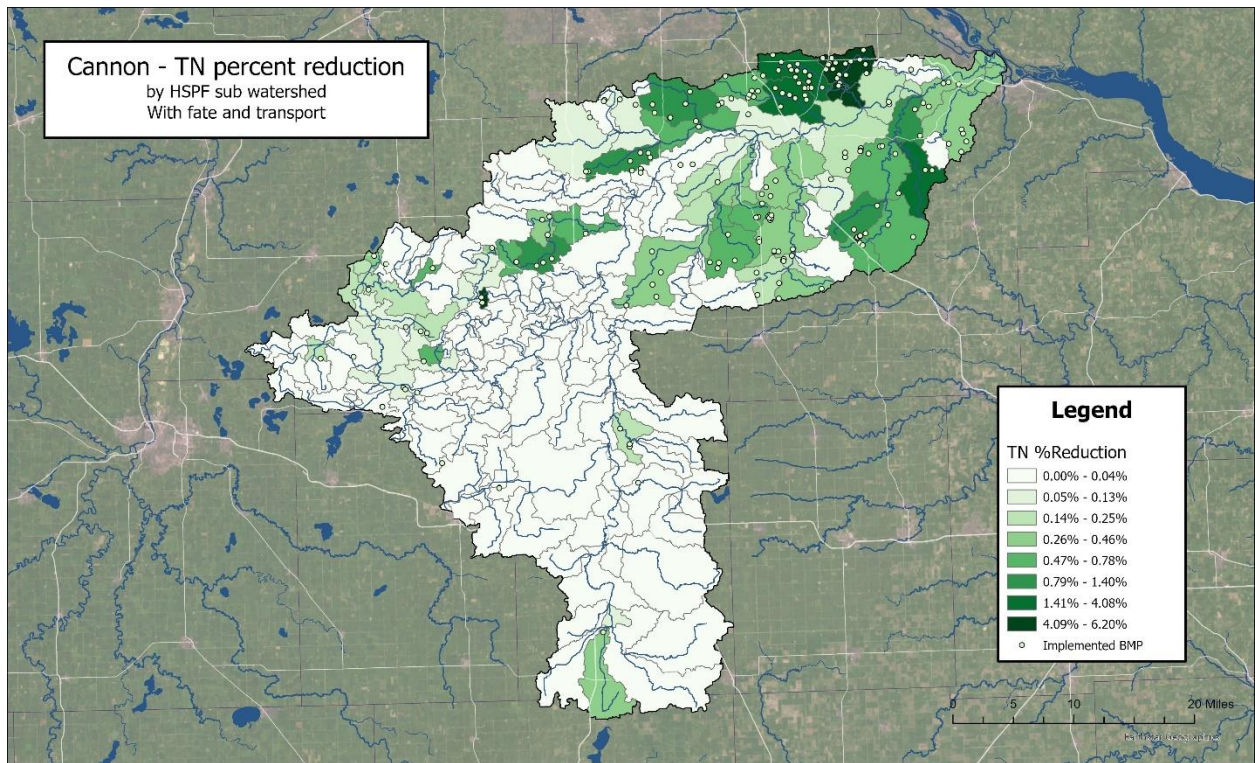 Cannon - TN percent reduction
by HSPF sub watershed
With fate and transport
Legend
TN %Reduction
0.00% - 0.04%
0.05% - 0.13%
0.14% - 0.25%
0.26% - 0.46%
0.47% - 0.78%
0.79% - 1.40%
1.41% - 4.08%
4.09% - 6.20%
Implemented BMP
0 5 10 20 Miles